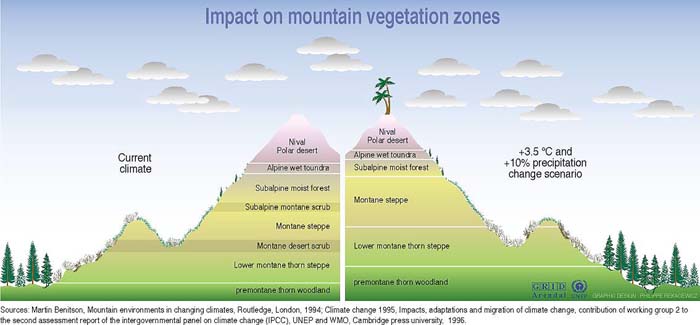 Impact on mountain vegetation zones
Current
climate
Nival
Polar desert
Alpine wet toundra
Subalpine moist forest
Subalpine montane scrub
Montane steppe
Montane desert scrub
Lower montane thorn steppe
premontane thorn woodland
Nival
Polar desert
Alpine wet toundra
Subalpine moist forest
Montane steppe
Lower montane thorn steppe
premontane thorn woodland
+3.5 °C and
+10% precipitation
change scenario
G R I D
Arendal
UNEP
GRAPHIC DESIGN : PHILIPPE REKACEWICZ
Sources: Martin Benitson, Mountain environments in changing climates, Routledge, London, 1994; Climate change 1995, Impacts, adaptations and migration of climate change, contribution of working group 2 to
the second assessment report of the intergovernmental panel on climate change (IPCC), UNEP and WMO, Cambridge press university, 1996.